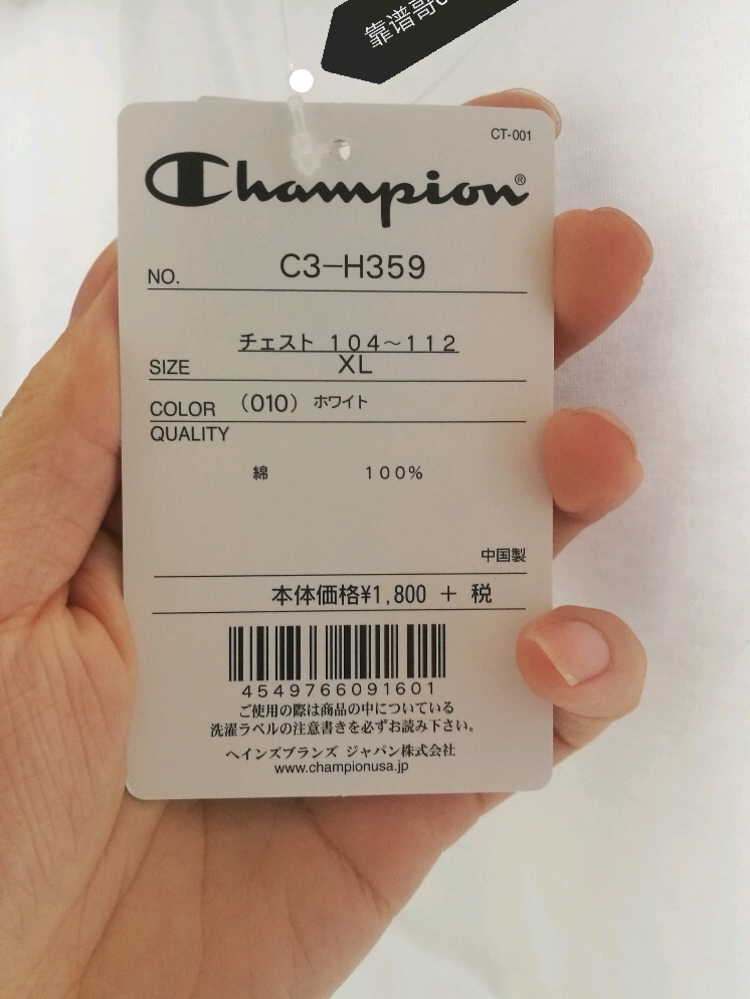 靠谱哥
CT-001
Champion®
NO. C3-H359
チェスト 104～112
SIZE XL
COLOR (010) ホワイト
QUALITY
綿 100%
中国製
本体価格¥1,800 + 税
4549766091601
ご使用の際は商品の中についている
洗濯ラベルの注意書きを必ずお読み下さい。
ヘインズブランズ ジャパン株式会社
www.championusa.jp